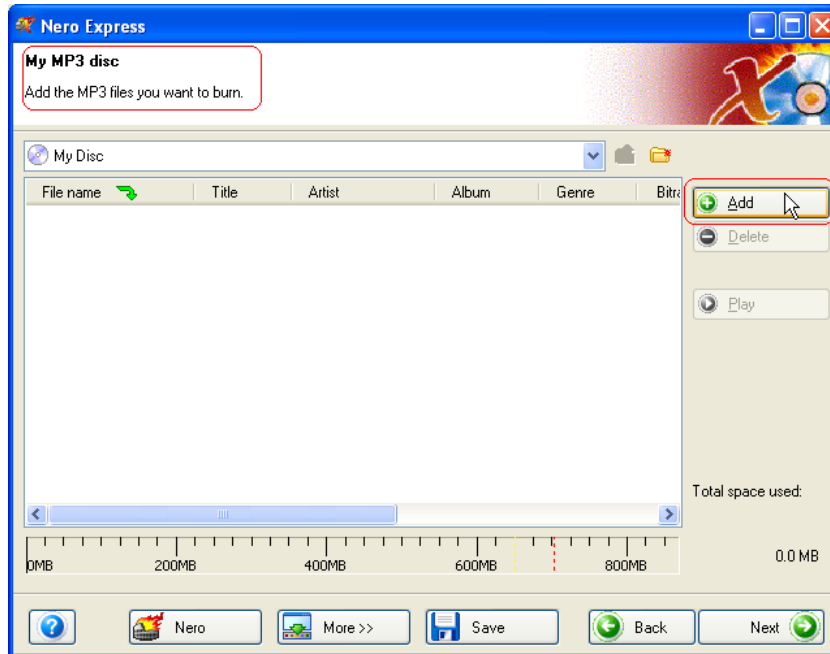 Nero Express
My MP3 disc
Add the MP3 files you want to burn.
My Disc
File name Title Artist Album Genre Bitra
Add
Delete
Play
Total space used:
0MB 200MB 400MB 600MB 800MB
0.0 MB
Nero More >> Save Back Next